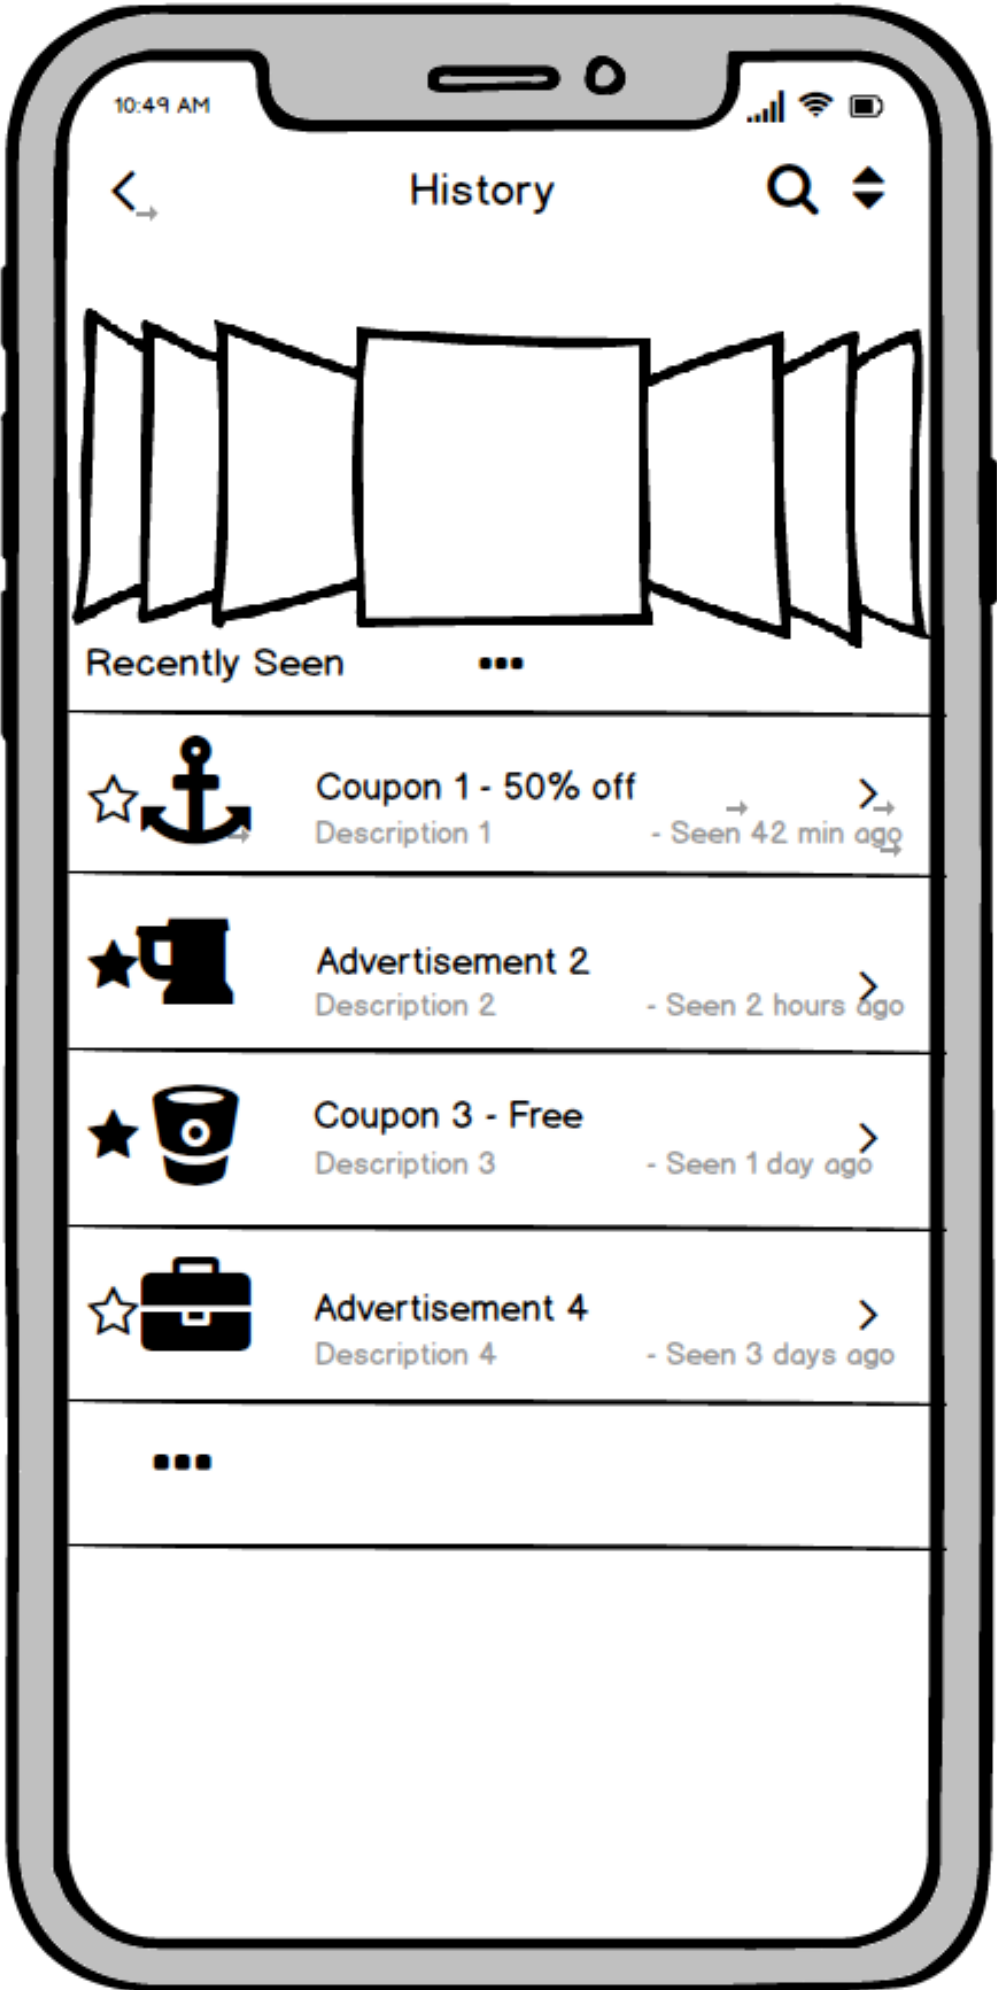 10:49 AM
History
Recently Seen
Coupon 1 - 50% off
Description 1 - Seen 42 min ago
Advertisement 2
Description 2 - Seen 2 hours ago
Coupon 3 - Free
Description 3 - Seen 1 day ago
Advertisement 4
Description 4 - Seen 3 days ago